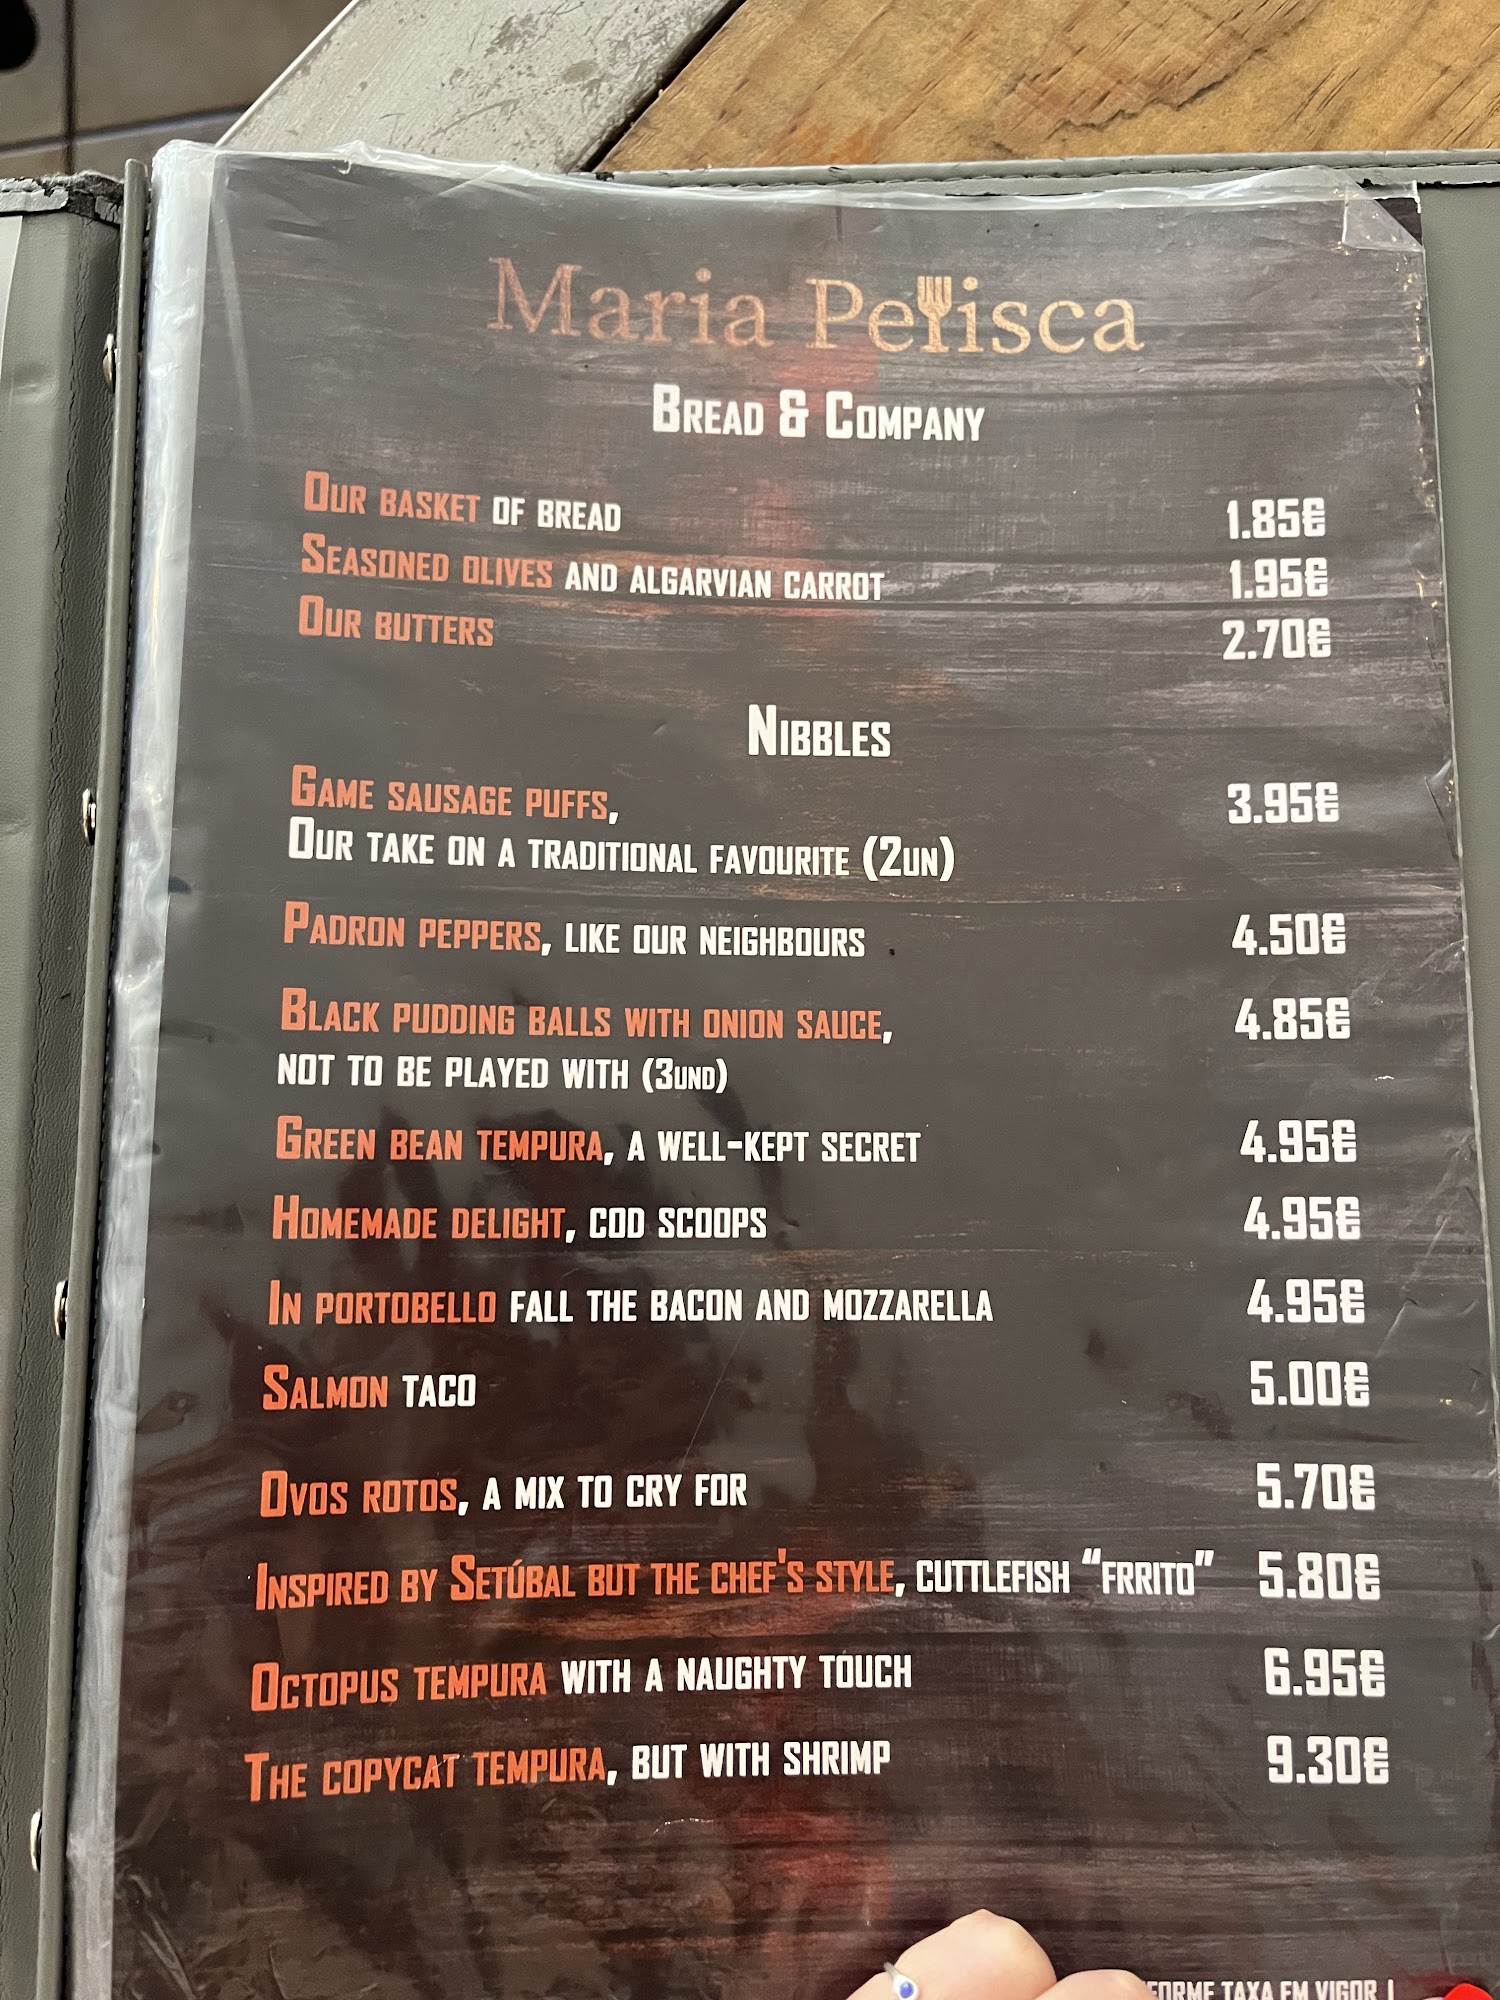 Maria Petisca
BREAD & COMPANY
OUR BASKET OF BREAD 1.85€
SEASONED OLIVES AND ALGARVIAN CARROT 1.95€
OUR BUTTERS 2.70€
NIBBLES
GAME SAUSAGE PUFFS, 3.95€
OUR TAKE ON A TRADITIONAL FAVOURITE (2UN)
PADRON PEPPERS, LIKE OUR NEIGHBOURS 4.50€
BLACK PUDDING BALLS WITH ONION SAUCE, 4.85€
NOT TO BE PLAYED WITH (3UND)
GREEN BEAN TEMPURA, A WELL-KEPT SECRET 4.95€
HOMEMADE DELIGHT, COD SCOOPS 4.95€
IN PORTOBELLO FALL THE BACON AND MOZZARELLA 4.95€
SALMON TACO 5.00€
OVOS ROTOS, A MIX TO CRY FOR 5.70€
INSPIRED BY SETÚBAL BUT THE CHEF'S STYLE, CUTTLEFISH "FRRITO" 5.80€
OCTOPUS TEMPURA WITH A NAUGHTY TOUCH 6.95€
THE COPYCAT TEMPURA, BUT WITH SHRIMP 9.30€
TAXA EM VIGOR